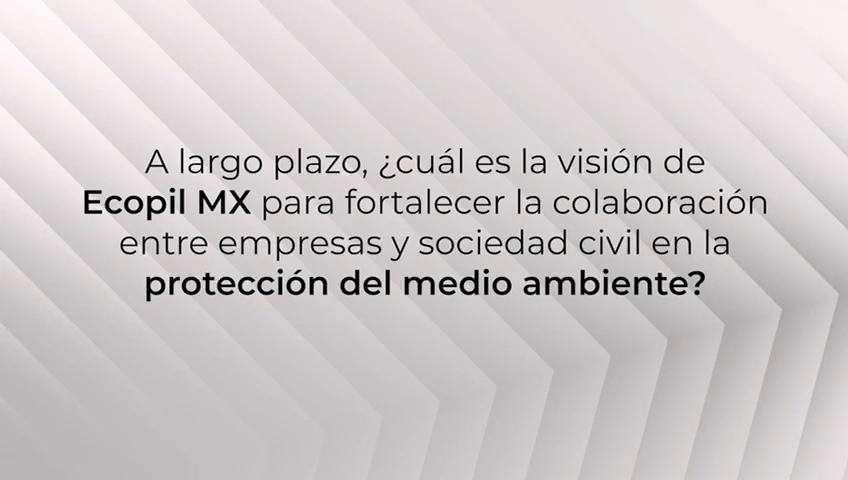 A largo plazo, ¿cuál es la visión de
Ecopil MX para fortalecer la colaboración
entre empresas y sociedad civil en la
protección del medio ambiente?